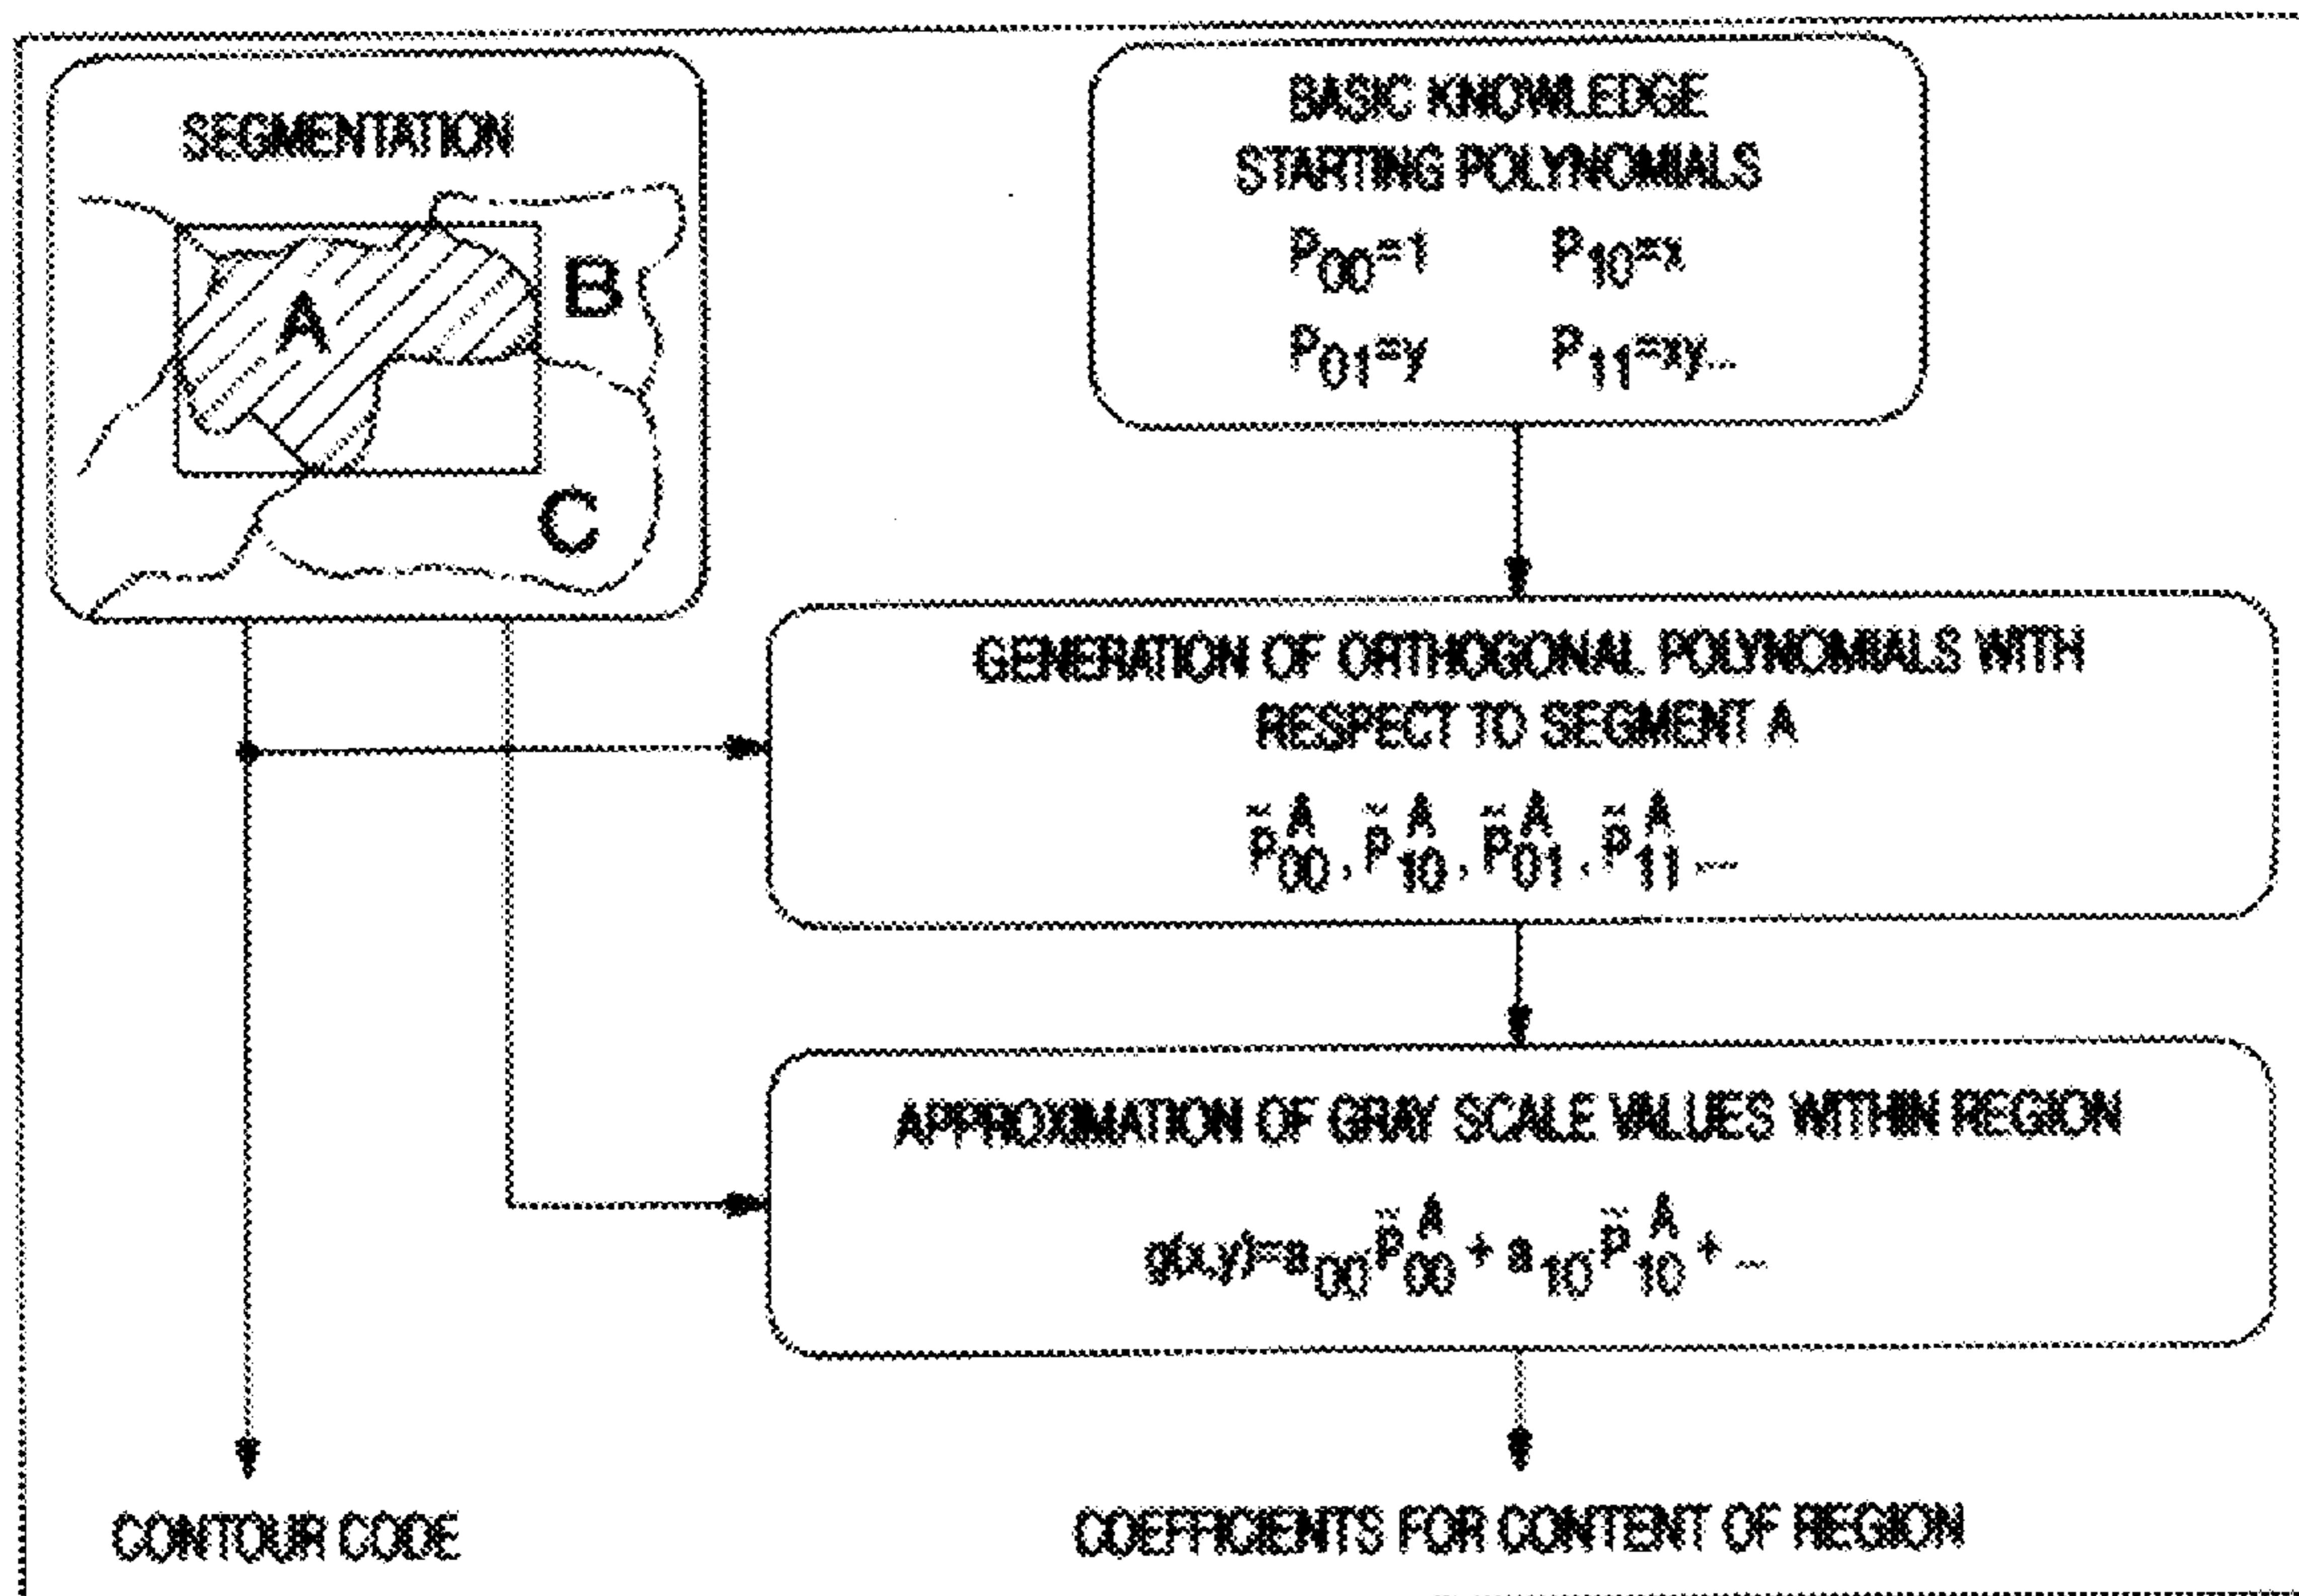 SEGMENTATION
A
B
C
BASIC KNOWLEDGE
STARTING POLYNOMIALS
P00=1 P10=x
P01=y P11=xy...
GENERATION OF ORTHOGONAL POLYNOMIALS WITH
RESPECT TO SEGMENT A
p̃A00, p̃A10, p̃A01, p̃A11 ...
APPROXIMATION OF GRAY SCALE VALUES WITHIN REGION
g(x,y)=a00·p̃A00 + a10·p̃A10 + ...
CONTOUR CODE
COEFFICIENTS FOR CONTENT OF REGION